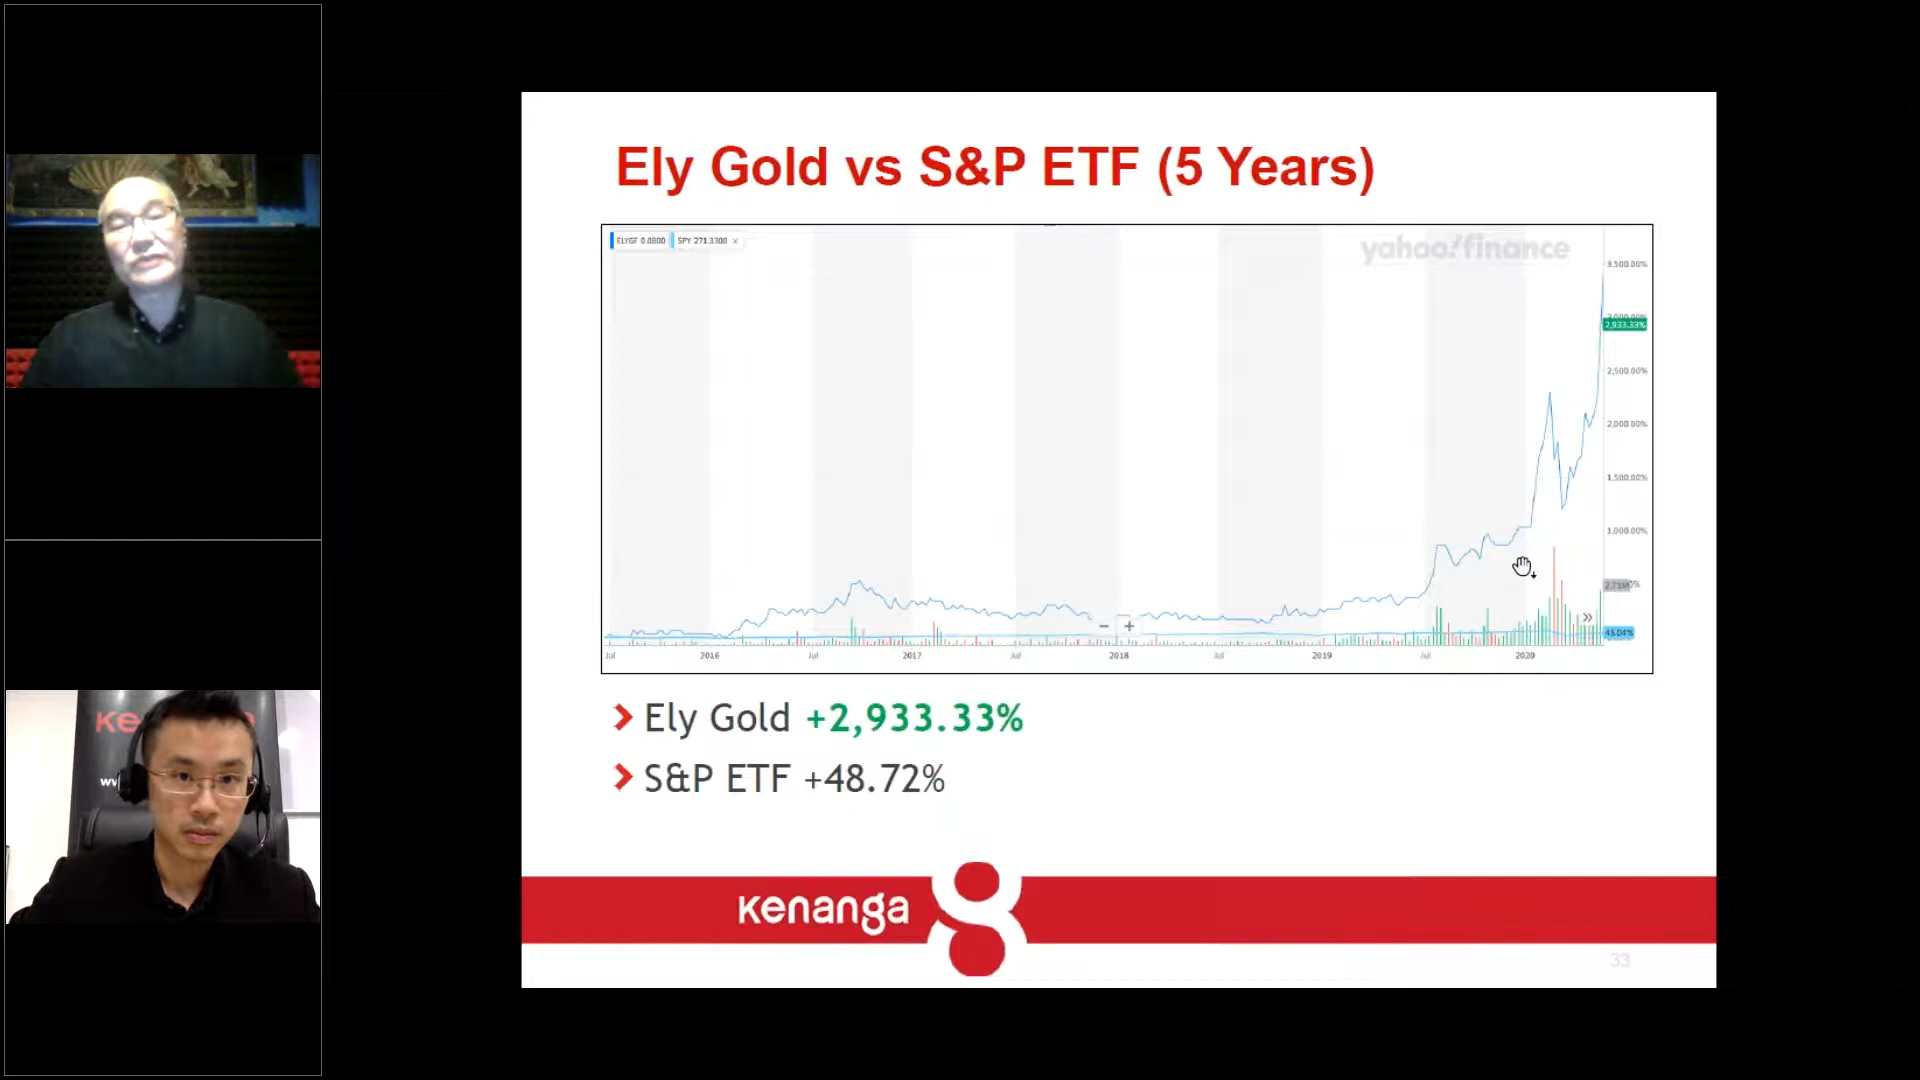 Ely Gold vs S&P ETF (5 Years)
ELYGF 0.0800 SPY 271.3300 ×
yahoo!finance
3,500.00%
2,933.33%
2,500.00%
2,000.00%
1,500.00%
1,000.00%
45.04%
Jul 2016 Jul 2017 Jul 2018 Jul 2019 Jul 2020
Ely Gold +2,933.33%
S&P ETF +48.72%
kenanga
33